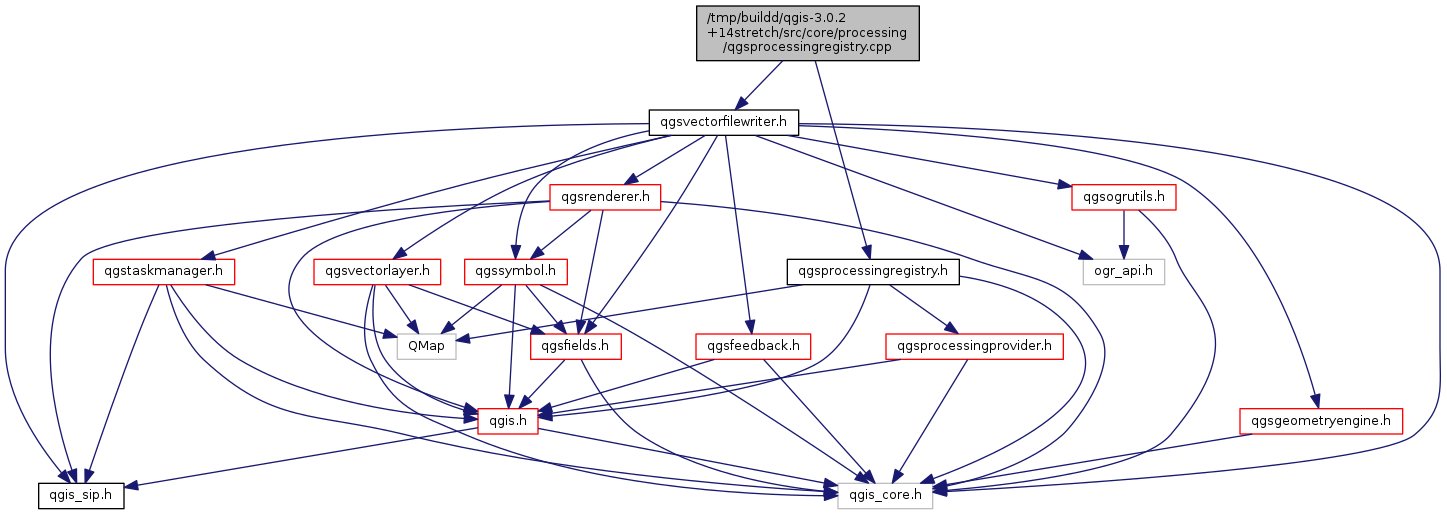 /tmp/buildd/qgis-3.0.2
+14stretch/src/core/processing
/qgsprocessingregistry.cpp
qgsvectorfilewriter.h
qgsrenderer.h
qgsogrutils.h
qgstaskmanager.h
qgsvectorlayer.h
qgssymbol.h
qgsprocessingregistry.h
ogr_api.h
QMap
qgsfields.h
qgsfeedback.h
qgsprocessingprovider.h
qgis.h
qgsgeometryengine.h
qgis_sip.h
qgis_core.h